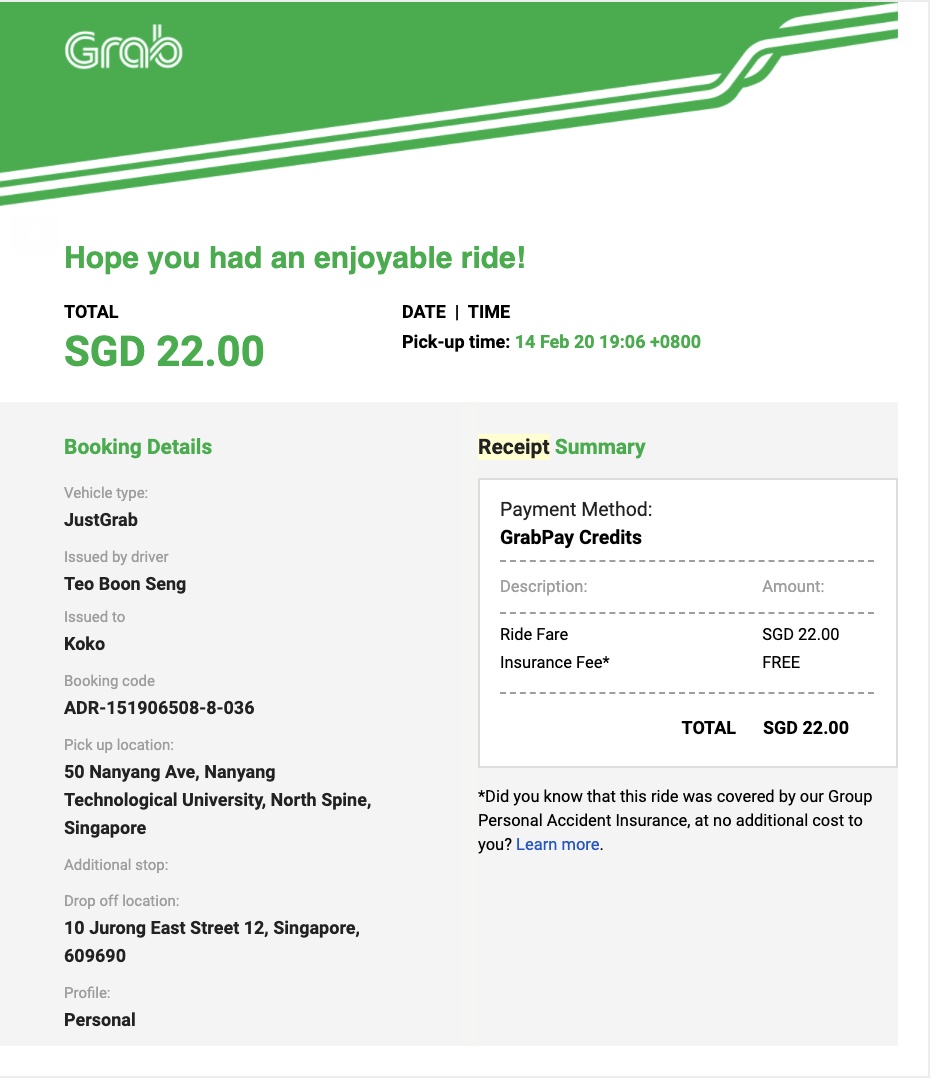 Grab
Hope you had an enjoyable ride!
TOTAL
SGD 22.00
DATE | TIME
Pick-up time: 14 Feb 20 19:06 +0800
Booking Details
Vehicle type:
JustGrab
Issued by driver
Teo Boon Seng
Issued to
Koko
Booking code
ADR-151906508-8-036
Pick up location:
50 Nanyang Ave, Nanyang
Technological University, North Spine,
Singapore
Additional stop:
Drop off location:
10 Jurong East Street 12, Singapore,
609690
Profile:
Personal
Receipt Summary
Payment Method:
GrabPay Credits
Description: Amount:
Ride Fare SGD 22.00
Insurance Fee* FREE
TOTAL SGD 22.00
*Did you know that this ride was covered by our Group
Personal Accident Insurance, at no additional cost to
you? Learn more.